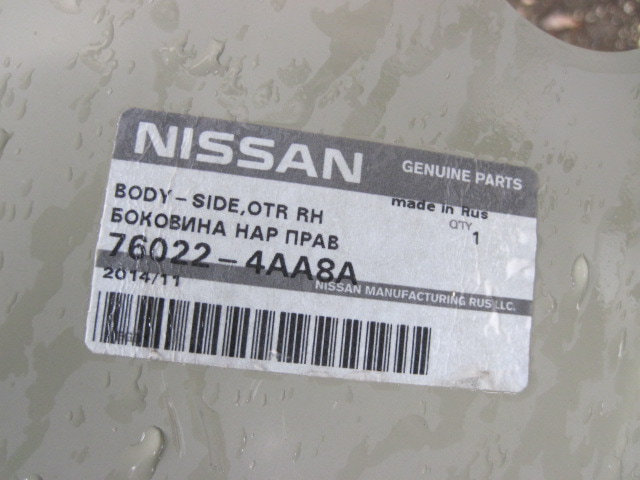 NISSAN
GENUINE PARTS
BODY-SIDE,OTR RH
made in Rus
БОКОВИНА НАР ПРАВ
Q'TY
1
76022-4AA8A
2014/11
NISSAN MANUFACTURING RUS LLC.